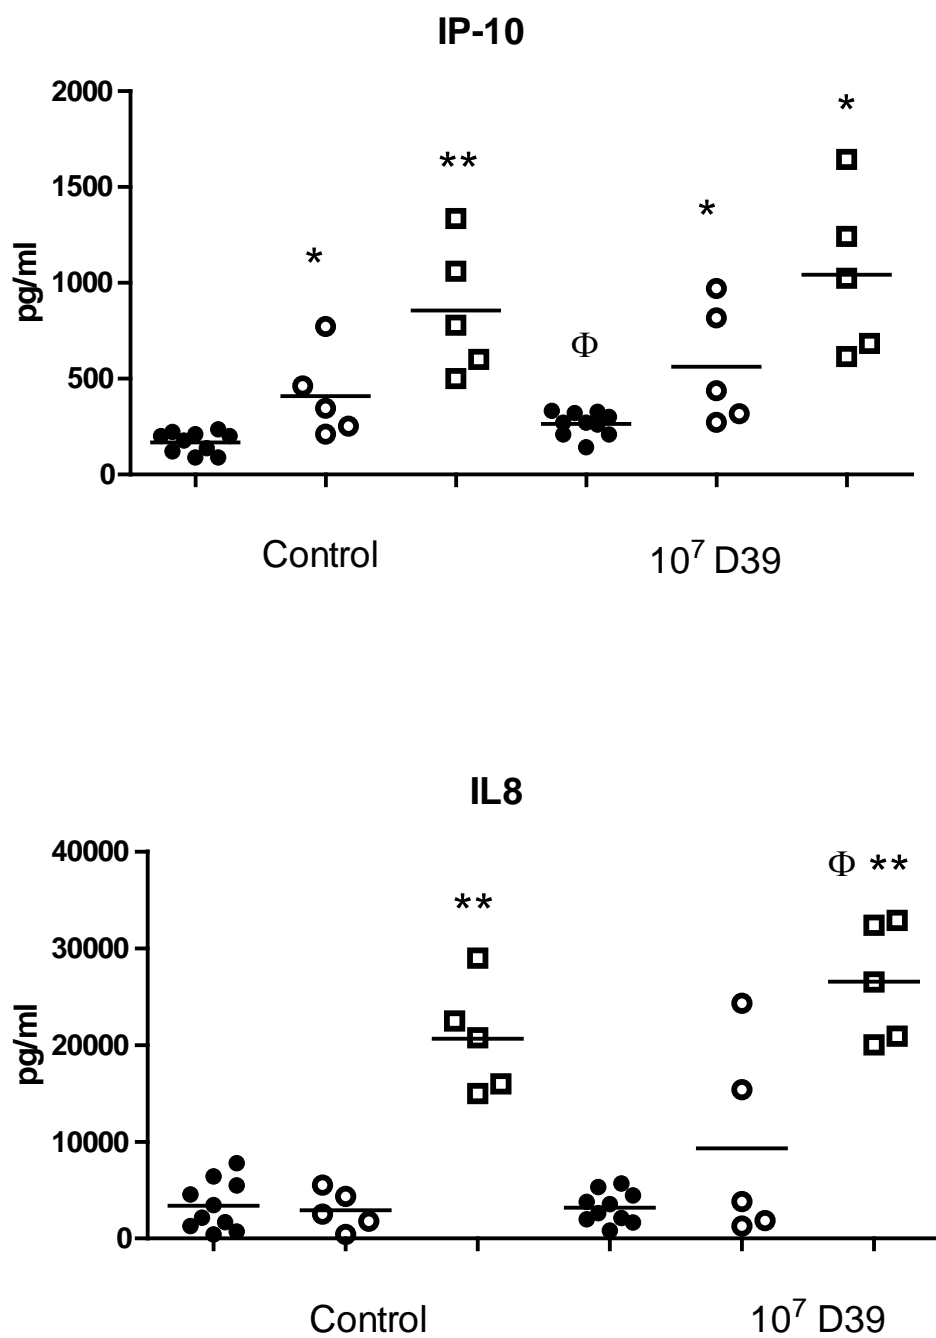 IP-10
2000
*
**
1500
*
*
pg/ml
1000
Φ
500
0
Control
10⁷ D39
IL8
40000
Φ **
**
30000
pg/ml
20000
10000
0
Control
10⁷ D39